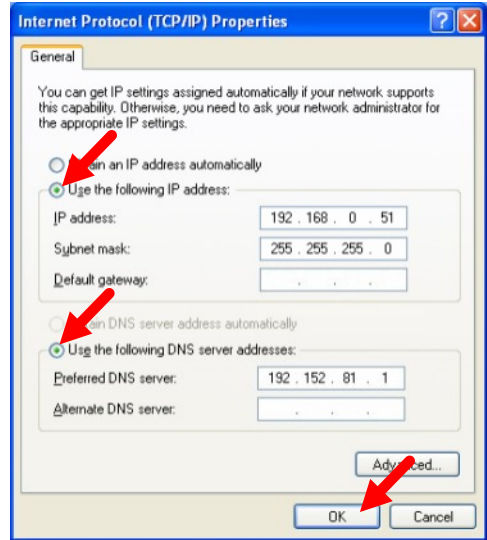 Internet Protocol (TCP/IP) Properties
General
You can get IP settings assigned automatically if your network supports
this capability. Otherwise, you need to ask your network administrator for
the appropriate IP settings.
an IP address automatically
Use the following IP address:
IP address: 192 . 168 . 0 . 51
Subnet mask: 255 . 255 . 255 . 0
Default gateway: . . .
DNS server address automatically
Use the following DNS server addresses:
Preferred DNS server: 192 . 152 . 81 . 1
Alternate DNS server: . . .
Advanced...
OK Cancel